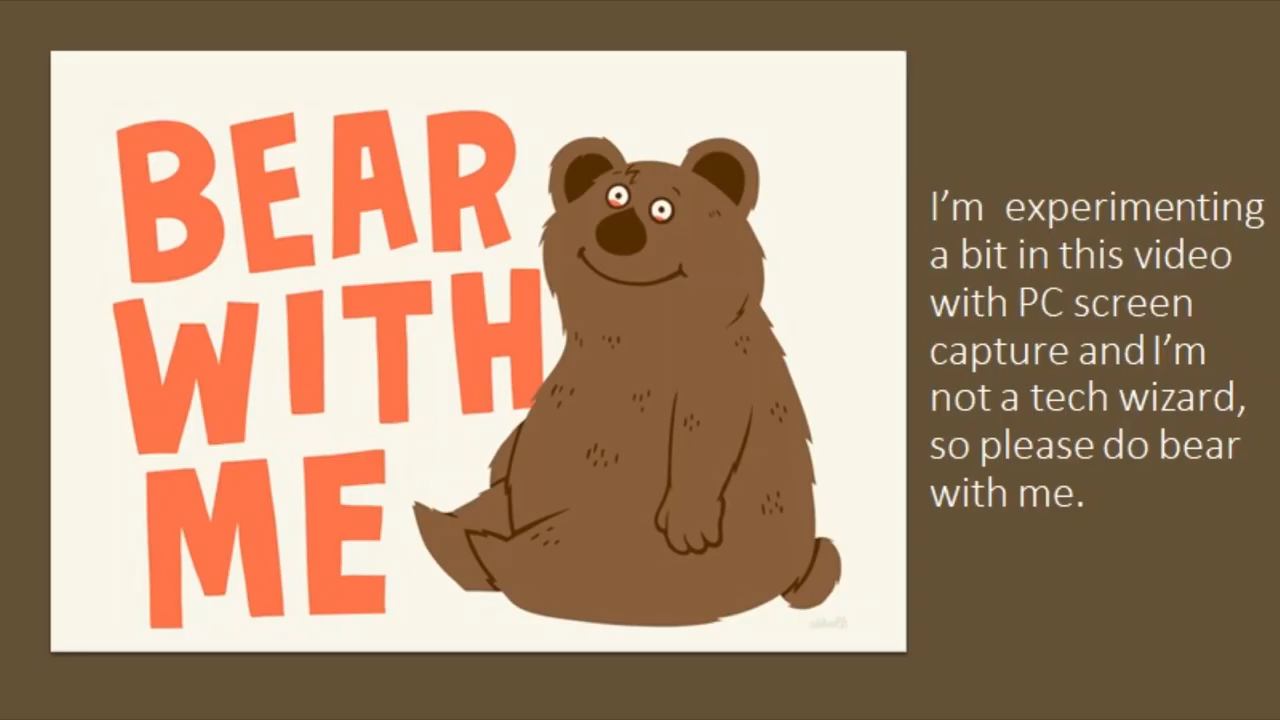 BEAR
WITH
ME
I’m  experimenting
a bit in this video
with PC screen
capture and I’m
not a tech wizard,
so please do bear
with me.